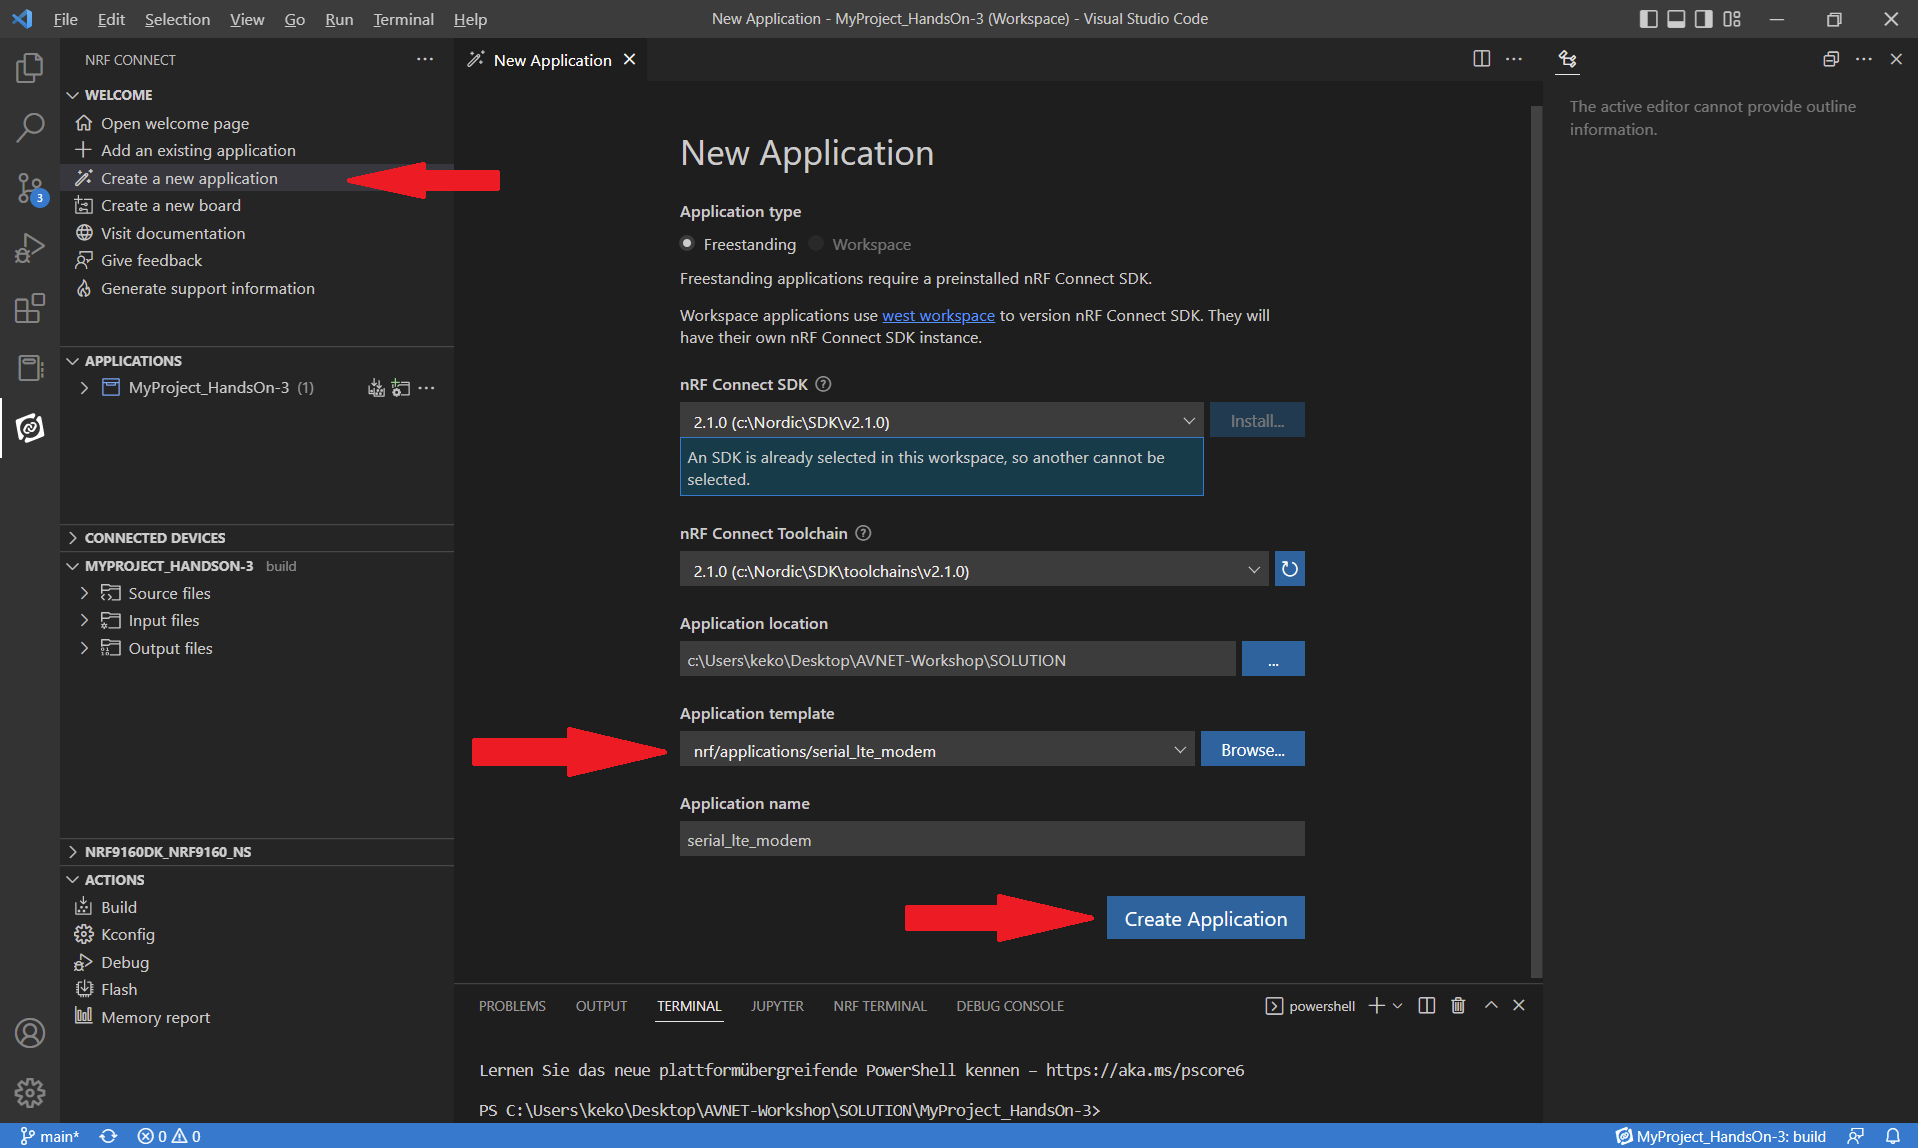 File Edit Selection View Go Run Terminal Help
New Application - MyProject_HandsOn-3 (Workspace) - Visual Studio Code
NRF CONNECT
WELCOME
Open welcome page
Add an existing application
Create a new application
Create a new board
Visit documentation
Give feedback
Generate support information
3
APPLICATIONS
MyProject_HandsOn-3 (1)
CONNECTED DEVICES
MYPROJECT_HANDSON-3 build
Source files
Input files
Output files
NRF9160DK_NRF9160_NS
ACTIONS
Build
Kconfig
Debug
Flash
Memory report
New Application
New Application
Application type
Freestanding Workspace
Freestanding applications require a preinstalled nRF Connect SDK.
Workspace applications use west workspace to version nRF Connect SDK. They will
have their own nRF Connect SDK instance.
nRF Connect SDK
2.1.0 (c:\Nordic\SDK\v2.1.0) Install...
An SDK is already selected in this workspace, so another cannot be
selected.
nRF Connect Toolchain
2.1.0 (c:\Nordic\SDK\toolchains\v2.1.0)
Application location
c:\Users\keko\Desktop\AVNET-Workshop\SOLUTION ...
Application template
nrf/applications/serial_lte_modem Browse...
Application name
serial_lte_modem
Create Application
The active editor cannot provide outline
information.
PROBLEMS OUTPUT TERMINAL JUPYTER NRF TERMINAL DEBUG CONSOLE powershell
Lernen Sie das neue plattformübergreifende PowerShell kennen – https://aka.ms/pscore6
PS C:\Users\keko\Desktop\AVNET-Workshop\SOLUTION\MyProject_HandsOn-3>
main* 0 0 MyProject_HandsOn-3: build